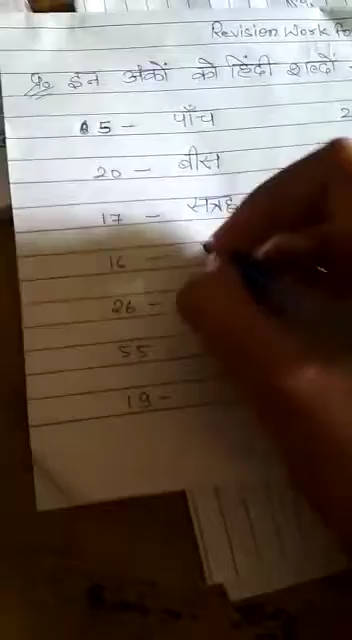 Revision Work
प्र० इन अंकों को हिंदी शब्दों
5 - पाँच
20 - बीस
17 - सत्रह
16 -
26 -
55
19 -